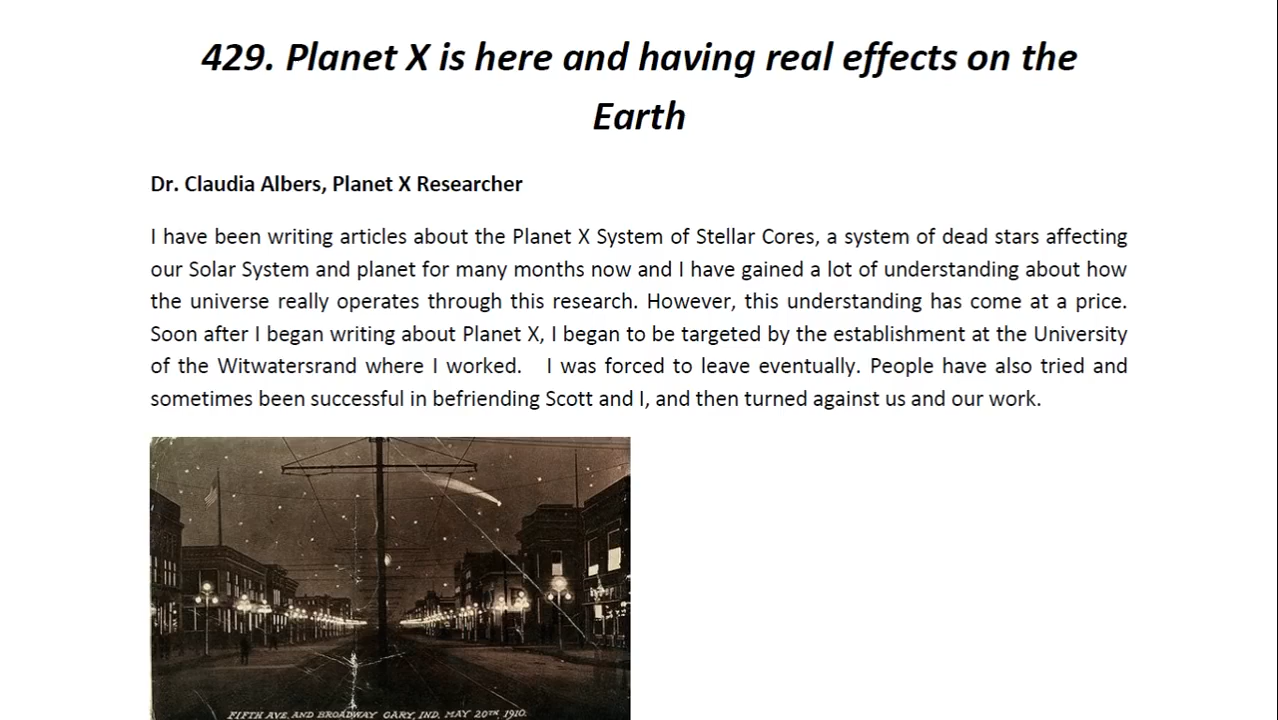 429. Planet X is here and having real effects on the
Earth
Dr. Claudia Albers, Planet X Researcher
I have been writing articles about the Planet X System of Stellar Cores, a system of dead stars affecting
our Solar System and planet for many months now and I have gained a lot of understanding about how
the universe really operates through this research. However, this understanding has come at a price.
Soon after I began writing about Planet X, I began to be targeted by the establishment at the University
of the Witwatersrand where I worked. I was forced to leave eventually. People have also tried and
sometimes been successful in befriending Scott and I, and then turned against us and our work.
FIFTH AVE. AND BROADWAY GARY, IND. MAY 20TH, 1910.